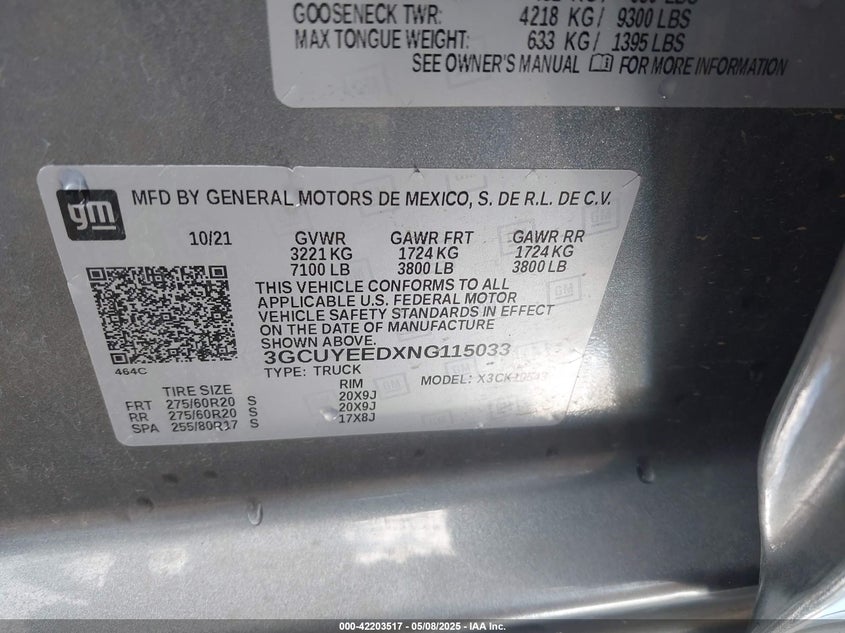 GOOSENECK TWR: 4218 KG/ 9300 LBS
MAX TONGUE WEIGHT: 633 KG/ 1395 LBS
SEE OWNER'S MANUAL FOR MORE INFORMATION
gm
MFD BY GENERAL MOTORS DE MEXICO, S. DE R.L. DE C.V.
10/21 GVWR GAWR FRT GAWR RR
3221 KG 1724 KG 1724 KG
7100 LB 3800 LB 3800 LB
THIS VEHICLE CONFORMS TO ALL
APPLICABLE U.S. FEDERAL MOTOR
VEHICLE SAFETY STANDARDS IN EFFECT
ON THE DATE OF MANUFACTURE
SHOWN ABOVE.
3GCUYEEDXNG115033
464C
TYPE: TRUCK
MODEL:
TIRE SIZE RIM
FRT 275/60R20 S 20X9J
RR 275/60R20 S 20X9J
SPA 255/80R17 S 17X8J
000-42203517 - 05/08/2025 - IAA Inc.